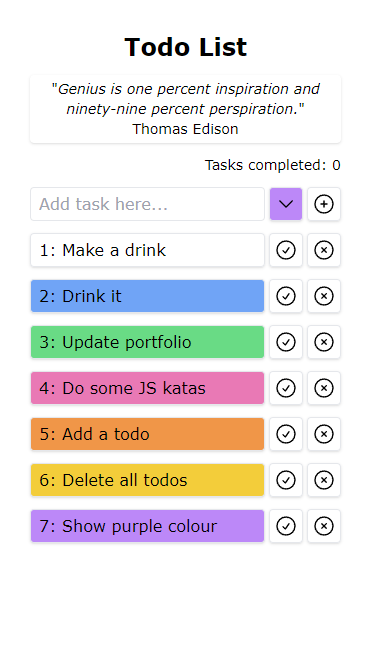 Todo List
"Genius is one percent inspiration and
ninety-nine percent perspiration."
Thomas Edison
Tasks completed: 0
Add task here...
1: Make a drink
2: Drink it
3: Update portfolio
4: Do some JS katas
5: Add a todo
6: Delete all todos
7: Show purple colour